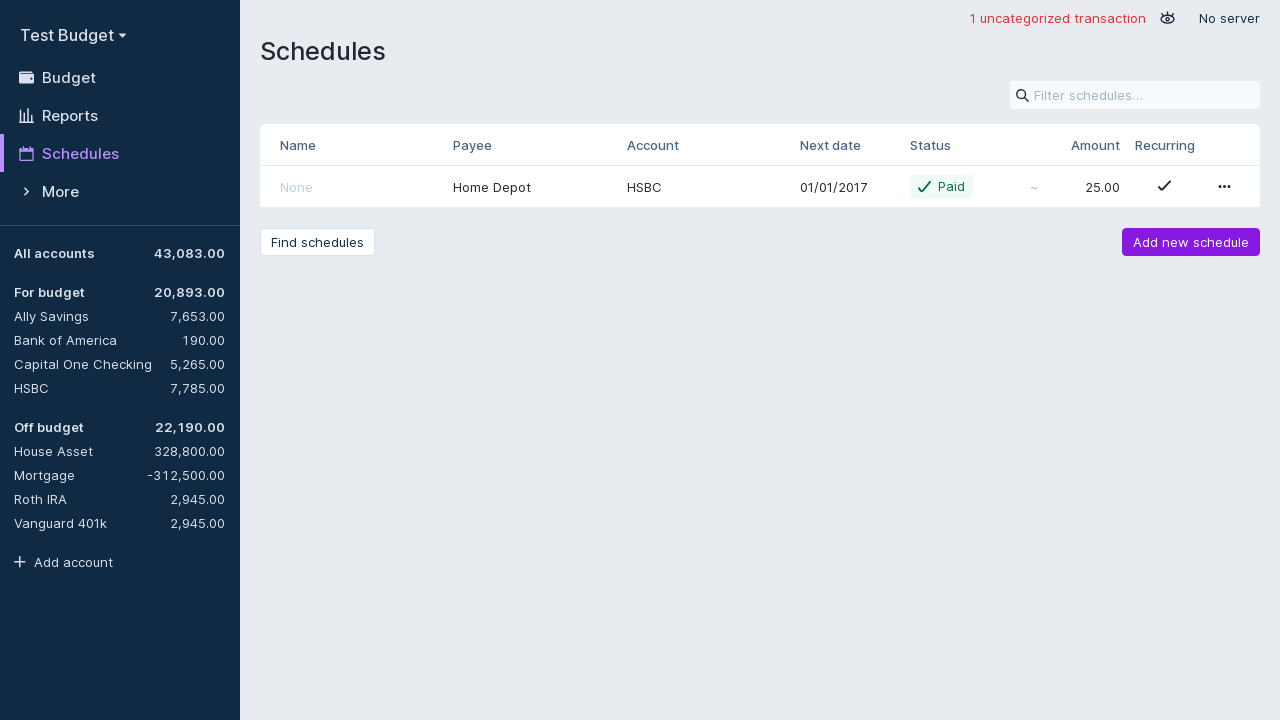 Test Budget
Budget
Reports
Schedules
More
All accounts 43,083.00
For budget 20,893.00
Ally Savings 7,653.00
Bank of America 190.00
Capital One Checking 5,265.00
HSBC 7,785.00
Off budget 22,190.00
House Asset 328,800.00
Mortgage -312,500.00
Roth IRA 2,945.00
Vanguard 401k 2,945.00
Add account
1 uncategorized transaction No server
Schedules
Filter schedules...
Name Payee Account Next date Status Amount Recurring
None Home Depot HSBC 01/01/2017 Paid ~ 25.00
Find schedules Add new schedule